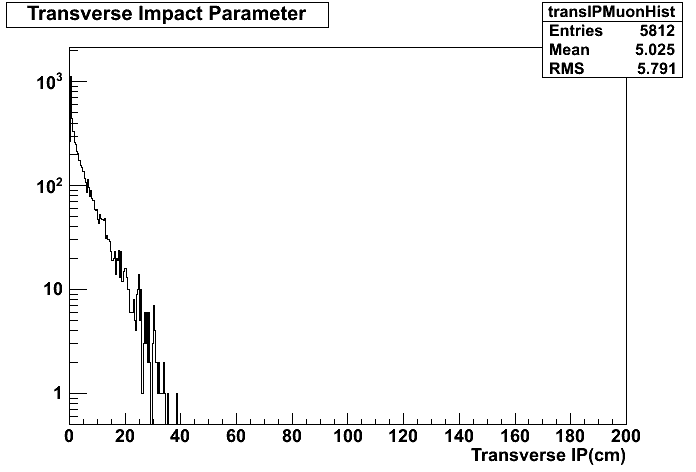 Transverse Impact Parameter
transIPMuonHist
Entries 5812
Mean 5.025
RMS 5.791
10³
10²
10
1
0 20 40 60 80 100 120 140 160 180 200
Transverse IP(cm)